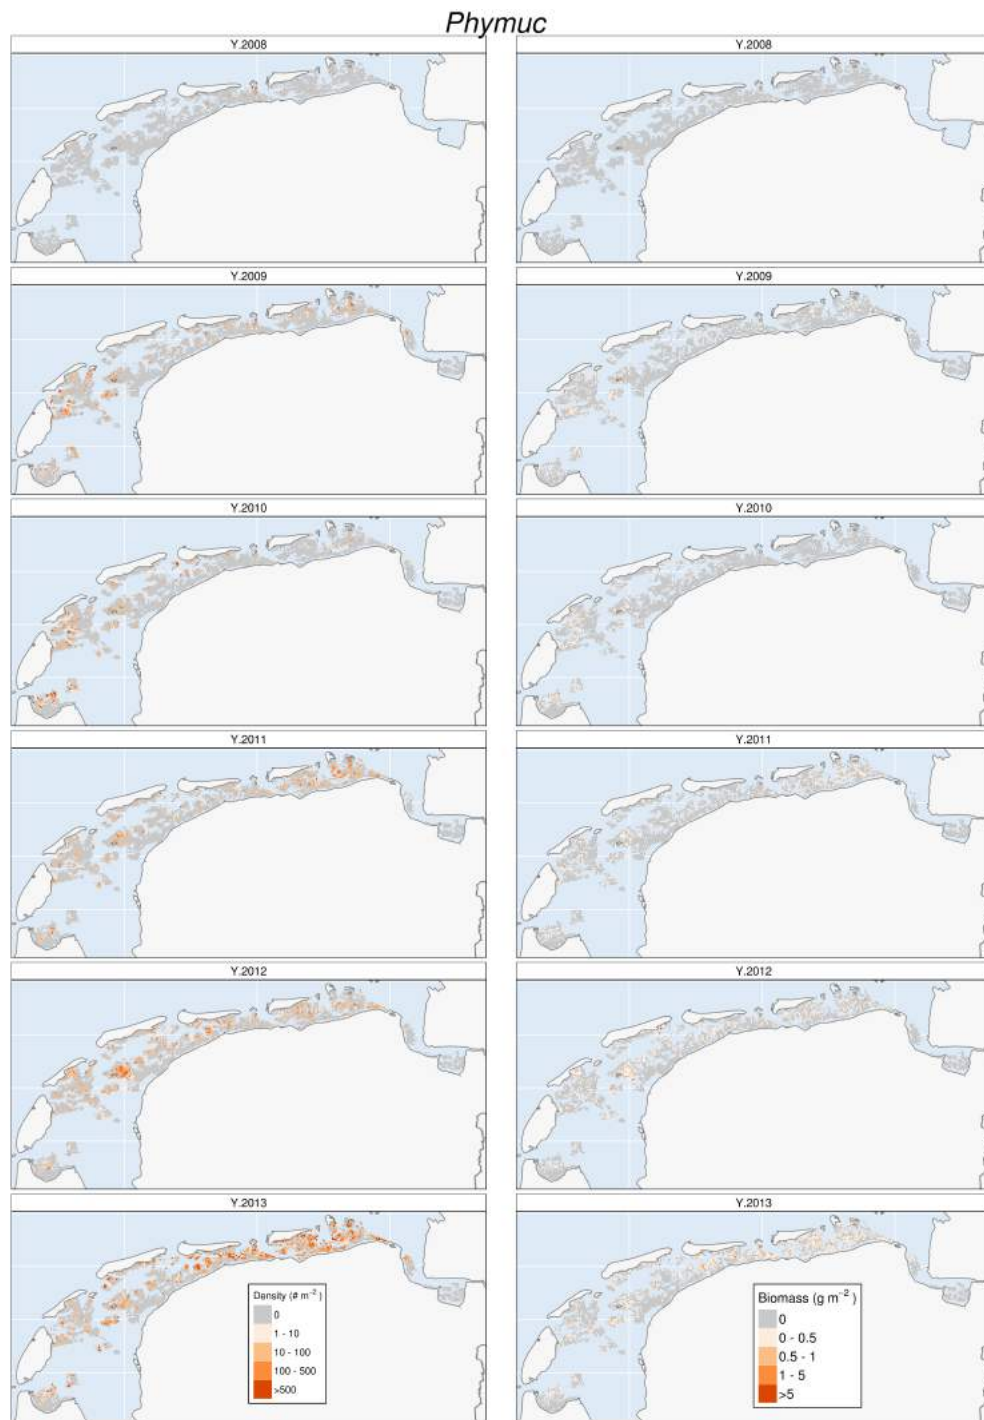 Phymuc
Y.2008
Y.2008
Y.2009
Y.2009
Y.2010
Y.2010
Y.2011
Y.2011
Y.2012
Y.2012
Y.2013
Y.2013
Density (# m⁻²)
0
1 - 10
10 - 100
100 - 500
>500
Biomass (g m⁻²)
0
0 - 0.5
0.5 - 1
1 - 5
>5